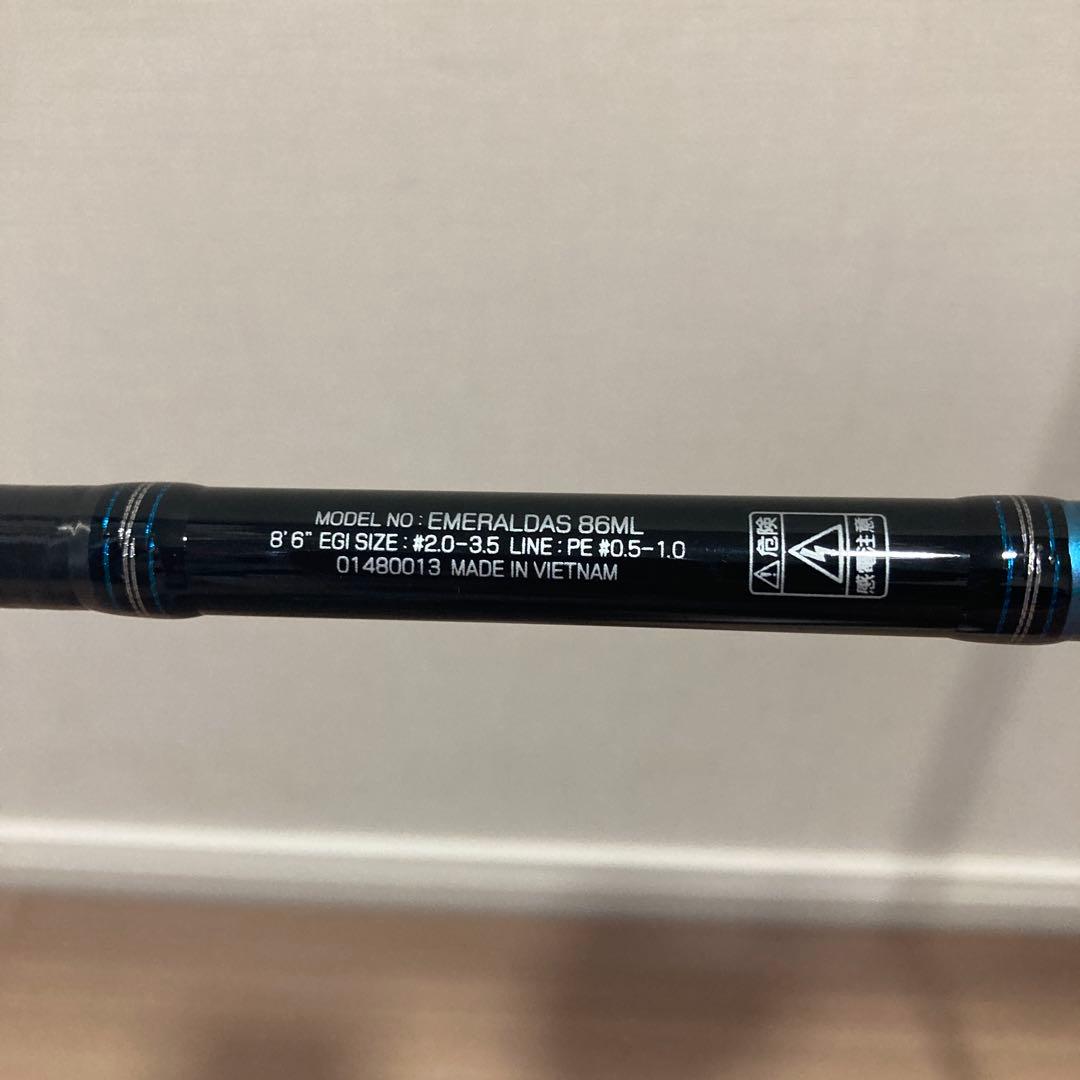 MODEL NO : EMERALDAS 86ML
8'6" EGI SIZE : #2.0-3.5 LINE : PE #0.5-1.0
01480013 MADE IN VIETNAM
危険
感電注意